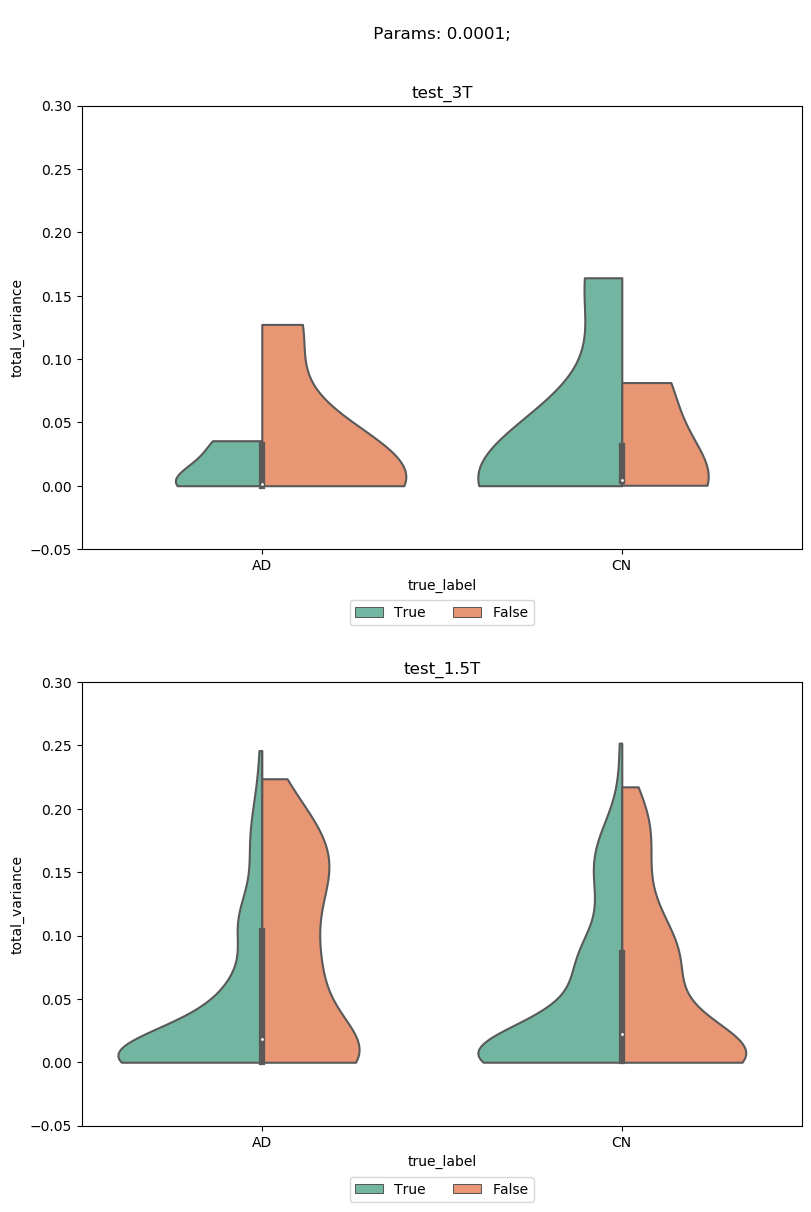 Params: 0.0001;
test_3T
0.30
0.25
0.20
0.15
0.10
0.05
0.00
−0.05
total_variance
AD CN
true_label
True False
test_1.5T
0.30
0.25
0.20
0.15
0.10
0.05
0.00
−0.05
total_variance
AD CN
true_label
True False